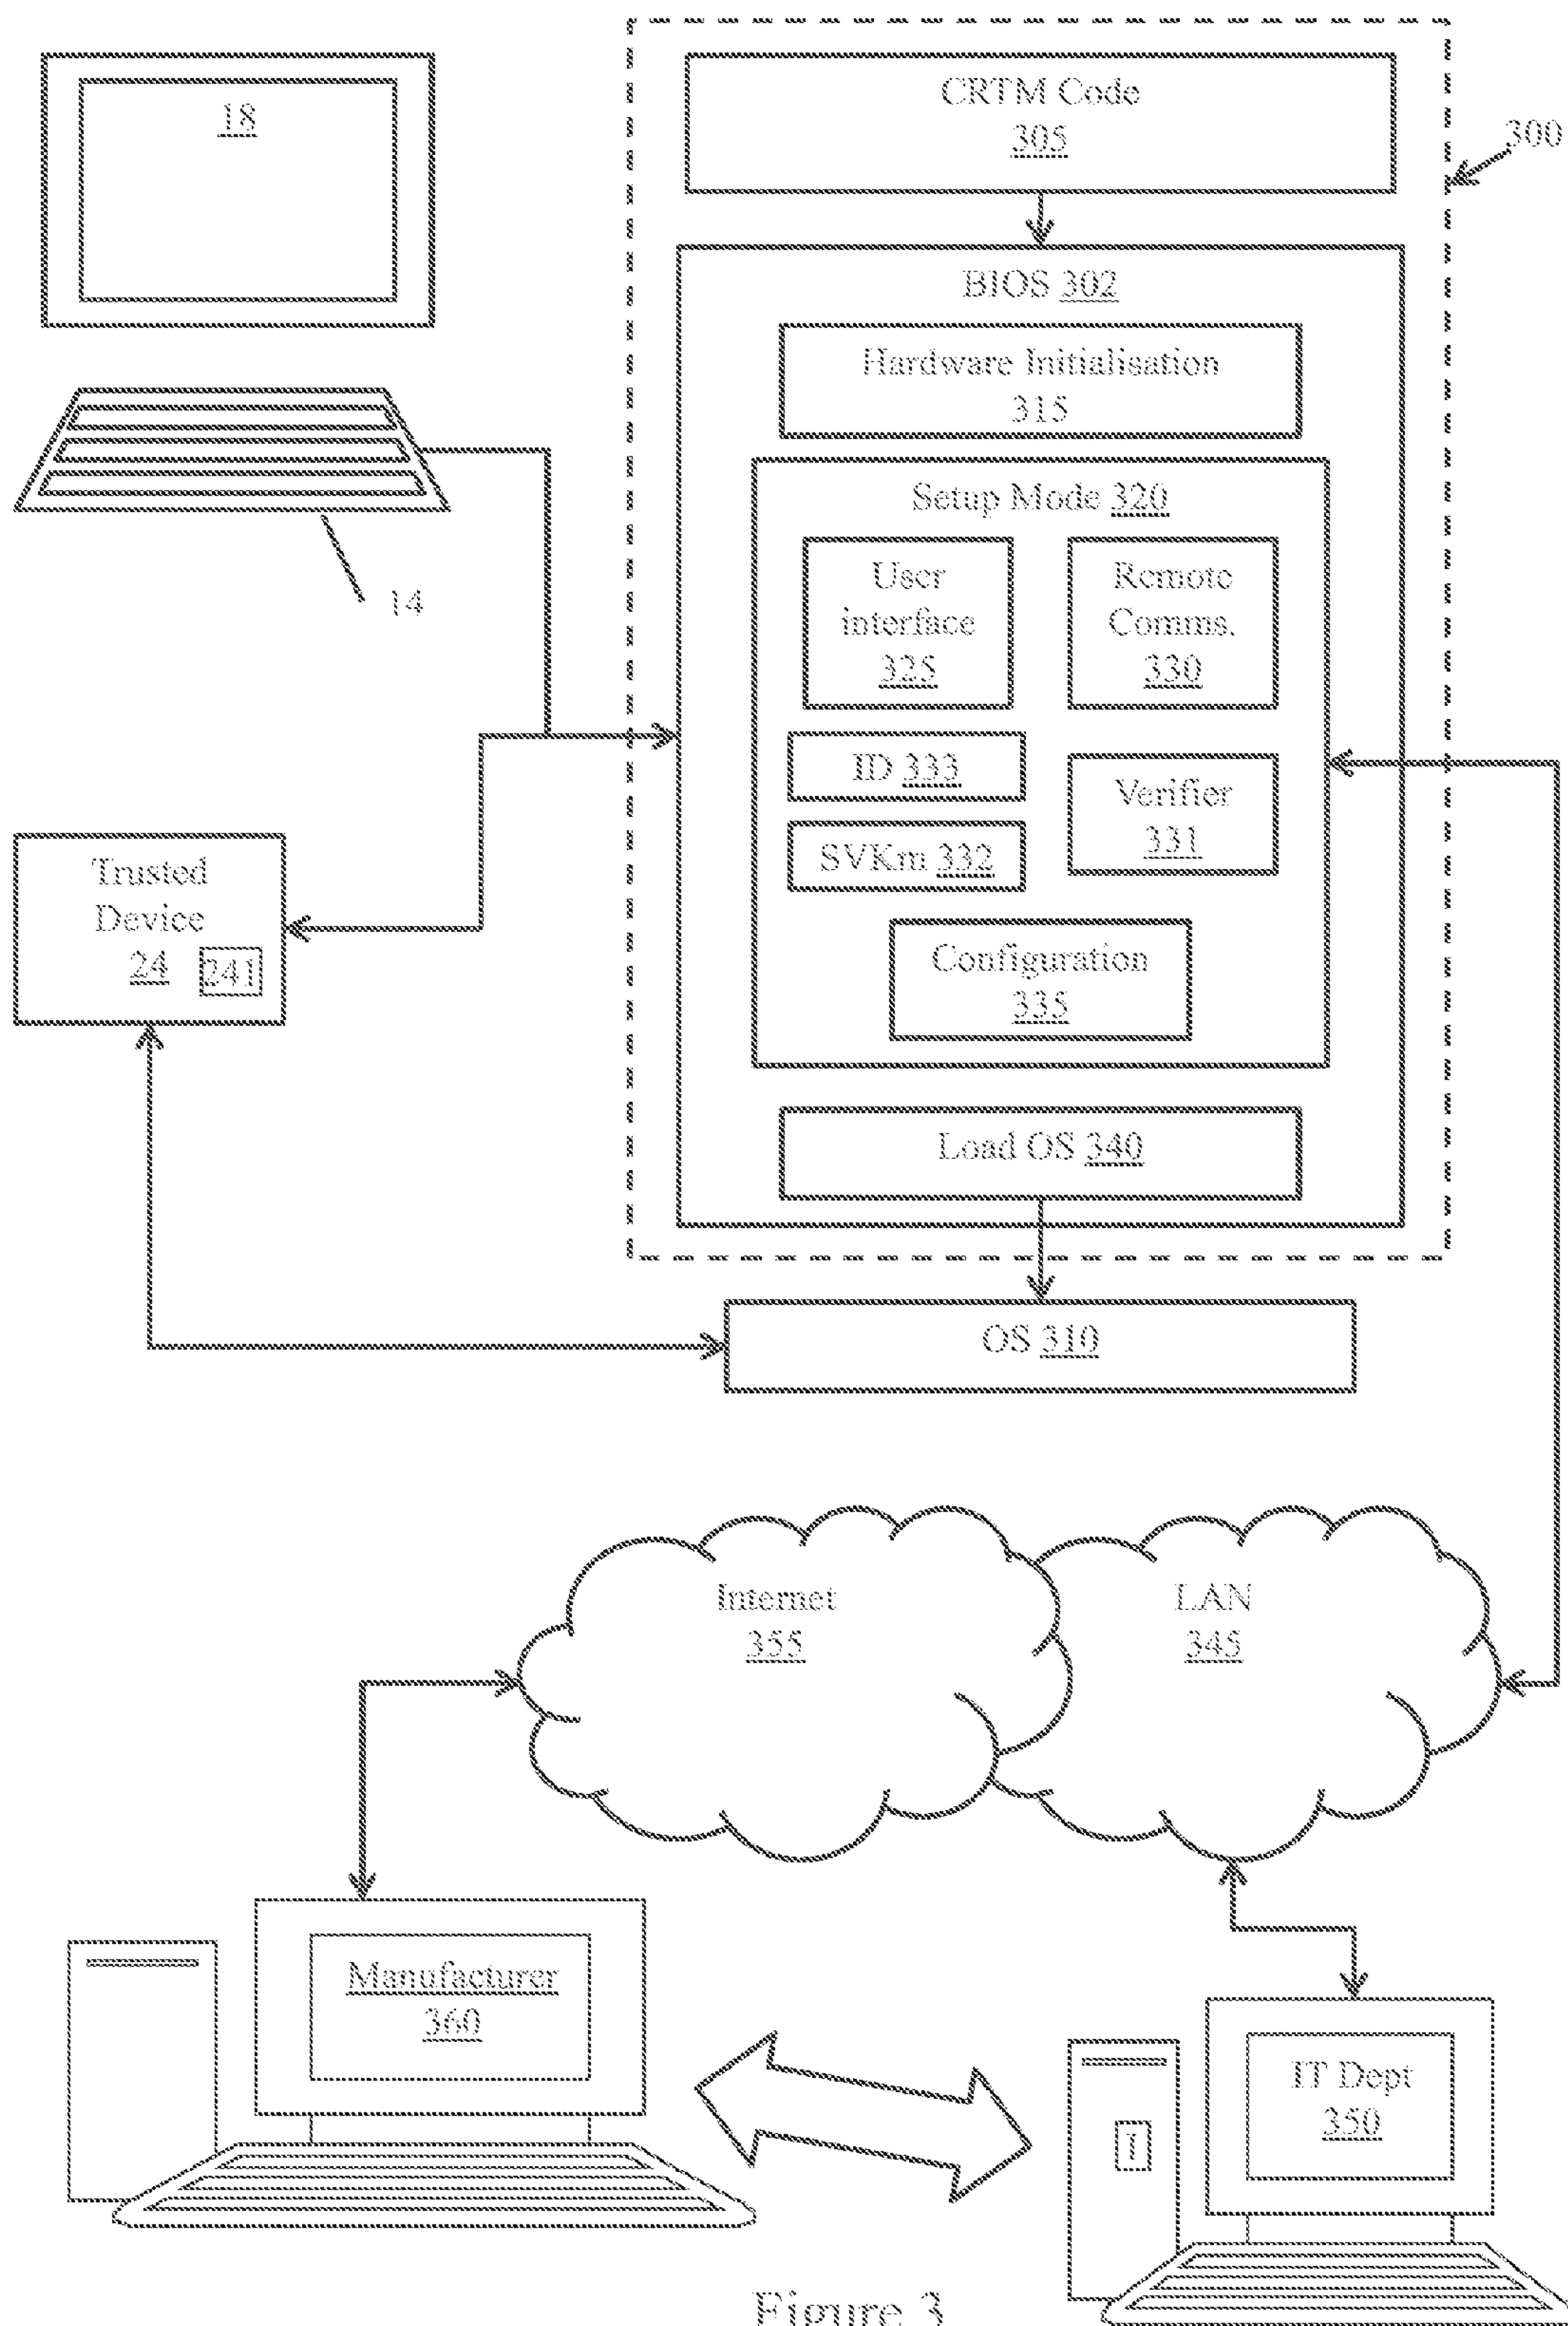 18
CRTM Code
305
300
BIOS 302
Hardware Initialisation
315
Setup Mode 320
User
interface
325
Remote
Comms.
330
14
ID 333
Verifier
331
SVKm 332
Trusted
Device
24
241
Configuration
335
Load OS 340
OS 310
Internet
355
LAN
345
Manufacturer
360
IT Dept
350
I
Figure 3